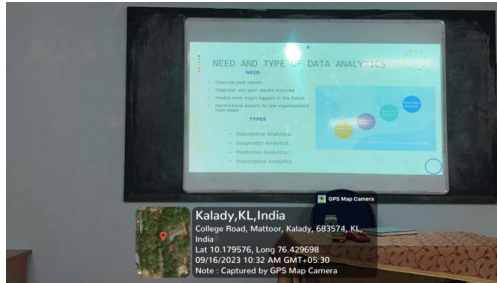 NEED AND TYPE OF DATA ANALYTICS
NEED
Describe past results
Diagnose why past results occurred
Predict what might happen in the future
Recommend actions for the organization's
next steps
TYPES
Descriptive Analytics.
Diagnostic Analytics.
Predictive Analytics.
Prescriptive Analytics
GPS Map Camera
Kalady,KL,India
College Road, Mattoor, Kalady, 683574, KL,
India
Lat 10.179576, Long 76.429698
09/16/2023 10:32 AM GMT+05:30
Note : Captured by GPS Map Camera